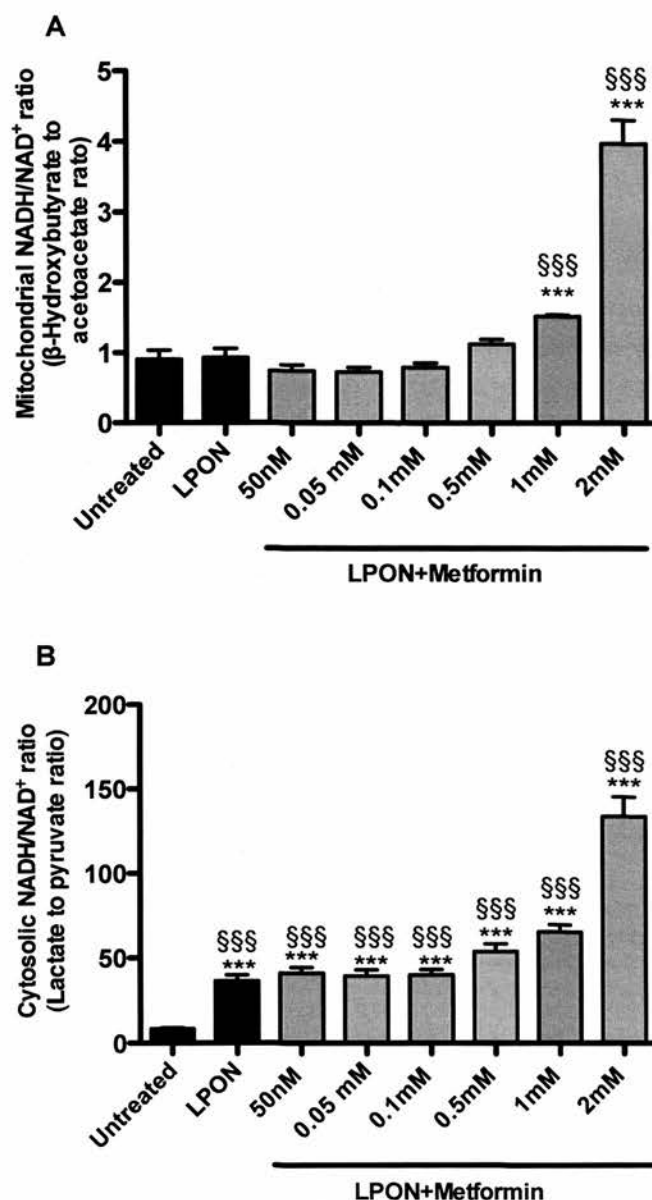 A
Mitochondrial NADH/NAD⁺ ratio
(β-Hydroxybutyrate to
acetoacetate rato)
5
4
3
2
1
0
§§§
***
§§§
***
Untreated
LPON
50nM
0.05 mM
0.1mM
0.5mM
1mM
2mM
LPON+Metformin
B
Cytosolic NADH/NAD⁺ ratio
(Lactate to pyruvate ratio)
200
150
100
50
0
§§§
***
§§§
***
§§§
***
§§§
***
§§§
***
§§§
***
§§§
***
Untreated
LPON
50nM
0.05 mM
0.1mM
0.5mM
1mM
2mM
LPON+Metformin